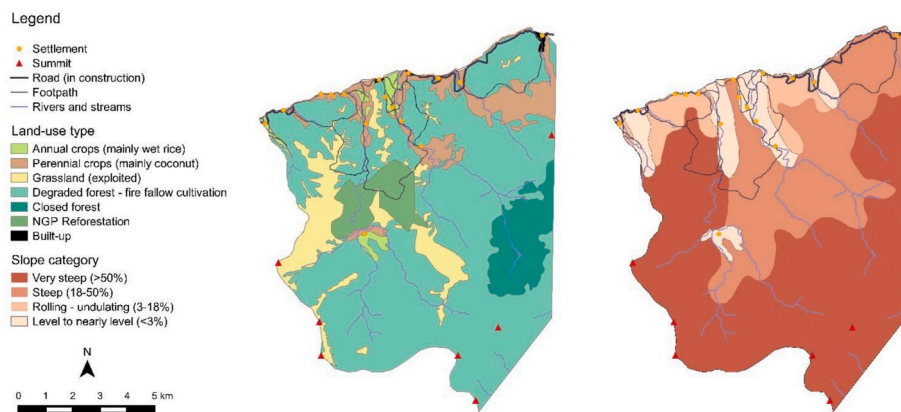 Legend
Settlement
Summit
Road (in construction)
Footpath
Rivers and streams
Land-use type
Annual crops (mainly wet rice)
Perennial crops (mainly coconut)
Grassland (exploited)
Degraded forest - fire fallow cultivation
Closed forest
NGP Reforestation
Built-up
Slope category
Very steep (>50%)
Steep (18-50%)
Rolling - undulating (3-18%)
Level to nearly level (<3%)
N
0 1 2 3 4 5 km